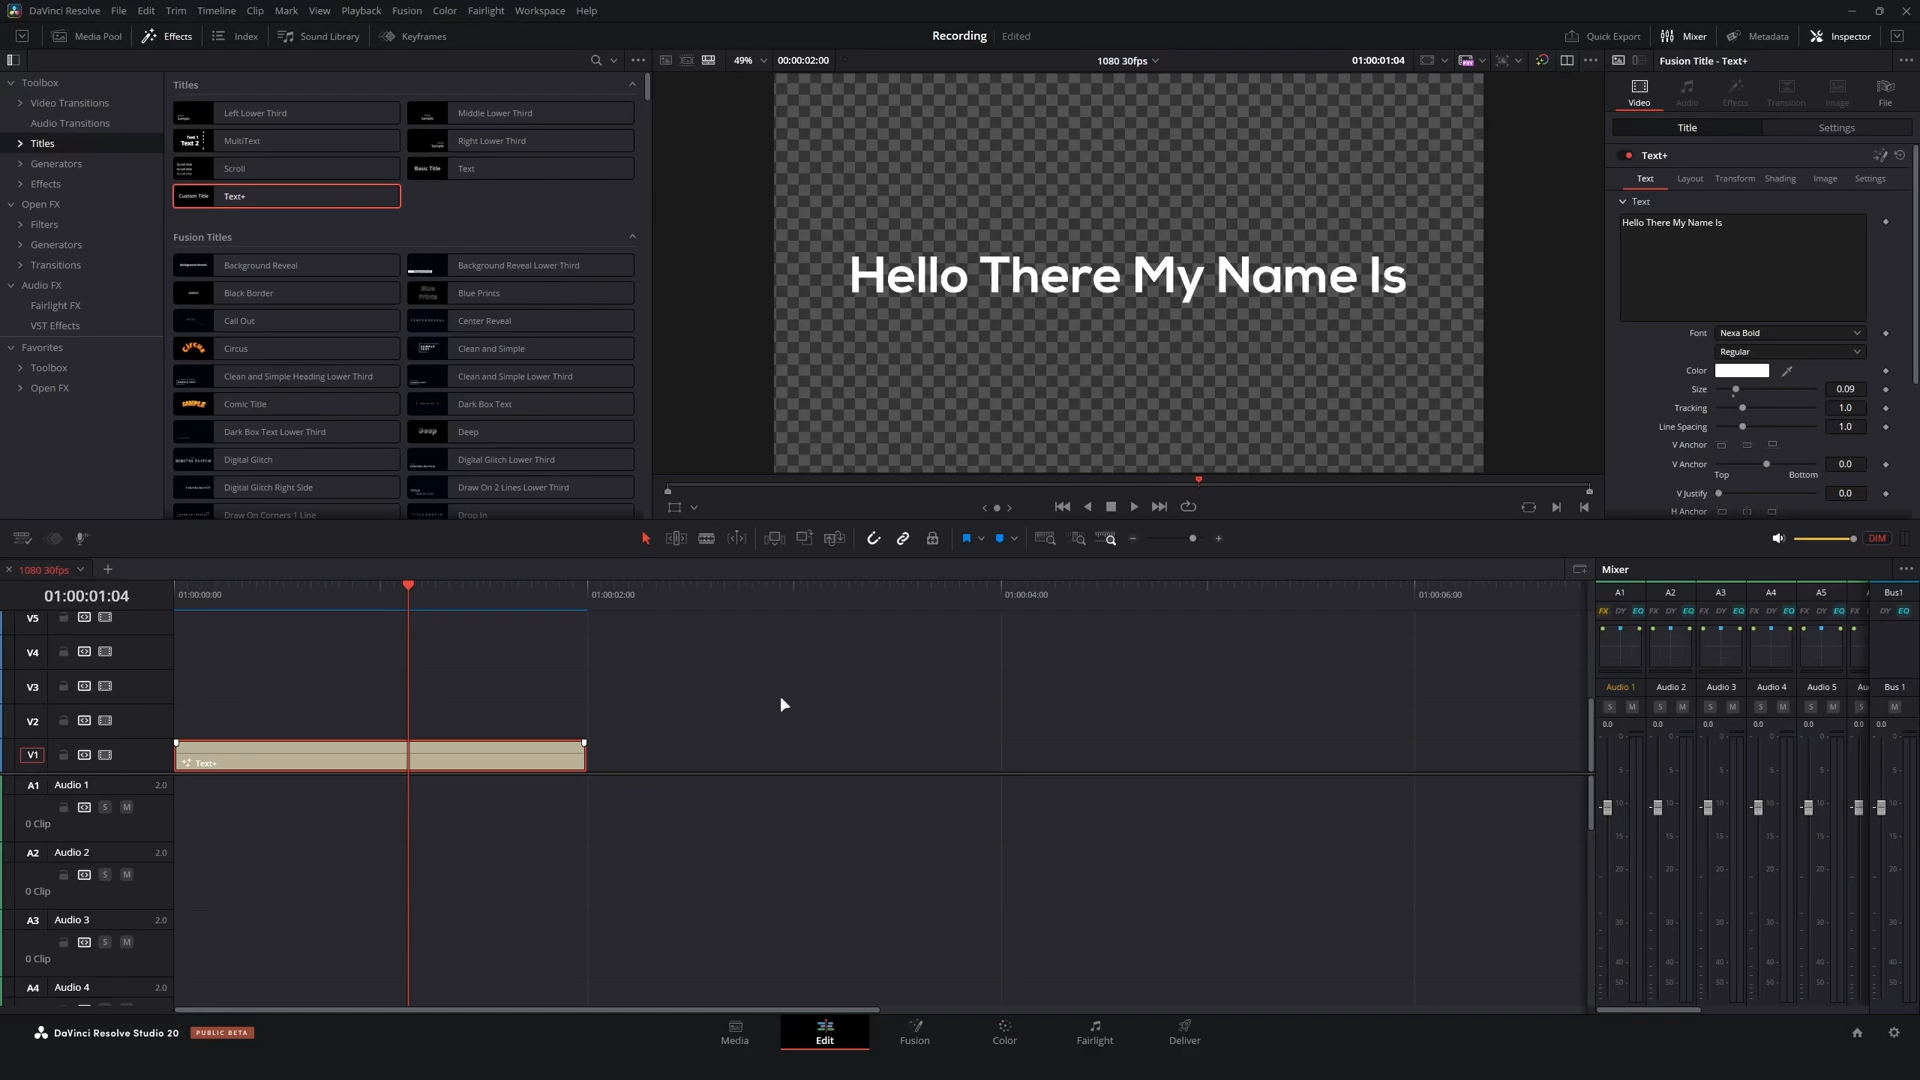 DaVinci Resolve File Edit Trim Timeline Clip Mark View Playback Fusion Color Fairlight Workspace Help
Media Pool Effects Index Sound Library Keyframes Recording Edited Quick Export Mixer Metadata Inspector
49% 00:00:02:00 1080 30fps 01:00:01:04 Fusion Title - Text+
Toolbox
Video Transitions
Audio Transitions
Titles
Generators
Effects
Open FX
Filters
Generators
Transitions
Audio FX
Fairlight FX
VST Effects
Favorites
Toolbox
Open FX
Titles
Left Lower Third Middle Lower Third
MultiText Right Lower Third
Scroll Basic Title Text
Custom Title Text+
Fusion Titles
Background Reveal Background Reveal Lower Third
Black Border Blue Prints
Call Out Center Reveal
Circus Clean and Simple
Clean and Simple Heading Lower Third Clean and Simple Lower Third
Comic Title Dark Box Text
Dark Box Text Lower Third Deep
Digital Glitch Digital Glitch Lower Third
Digital Glitch Right Side Draw On 2 Lines Lower Third
Draw On Corners 1 Line Drop In
Hello There My Name Is
Video Audio Effects Transition Image File
Title Settings
Text+
Text Layout Transform Shading Image Settings
Text
Hello There My Name Is
Font Nexa Bold
Regular
Color
Size 0.09
Tracking 1.0
Line Spacing 1.0
V Anchor
V Anchor 0.0
Top Bottom
V Justify 0.0
H Anchor
DIM
1080 30fps
01:00:01:04 01:00:00:00 01:00:02:00 01:00:04:00 01:00:06:00
V5
V4
V3
V2
V1 Text+
A1 Audio 1 2.0
S M
0 Clip
A2 Audio 2 2.0
S M
0 Clip
A3 Audio 3 2.0
S M
0 Clip
A4 Audio 4 2.0
Mixer
A1 A2 A3 A4 A5 Bus1
FX DY EQ FX DY EQ FX DY EQ FX DY EQ FX DY EQ EQ
Audio 1 Audio 2 Audio 3 Audio 4 Audio 5 Au Bus 1
S M S M S M S M S M S M
0.0 0.0 0.0 0.0 0.0 0.0 0.0
DaVinci Resolve Studio 20 PUBLIC BETA
Media Edit Fusion Color Fairlight Deliver